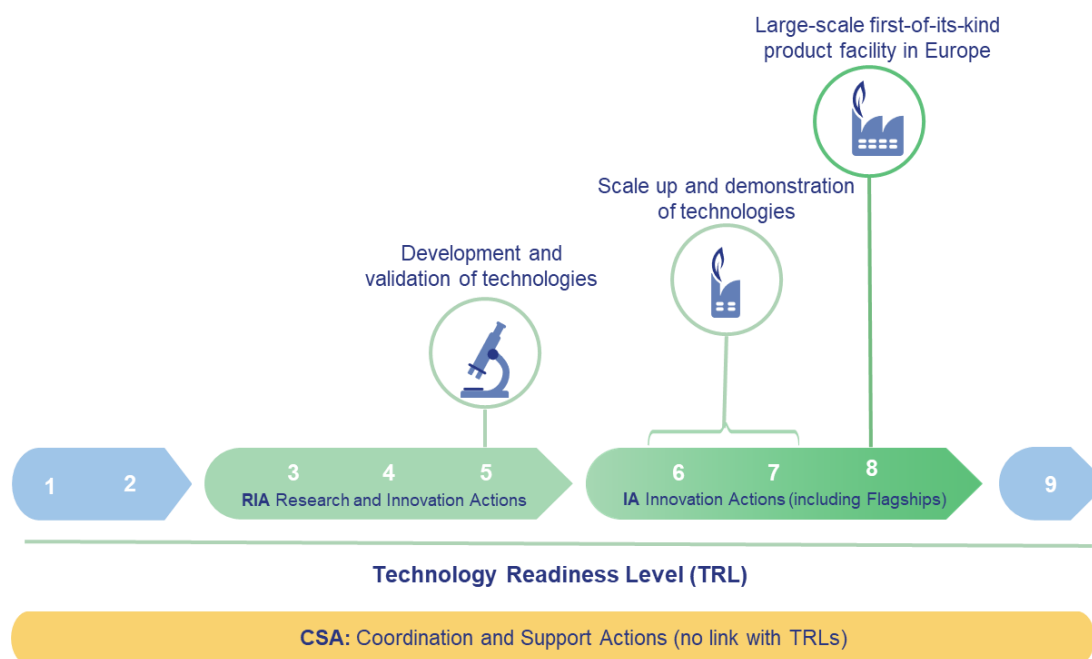 Large-scale first-of-its-kind
product facility in Europe
Scale up and demonstration
of technologies
Development and
validation of technologies
1 2 3 4 5 6 7 8 9
RIA Research and Innovation Actions
IA Innovation Actions (including Flagships)
Technology Readiness Level (TRL)
CSA: Coordination and Support Actions (no link with TRLs)